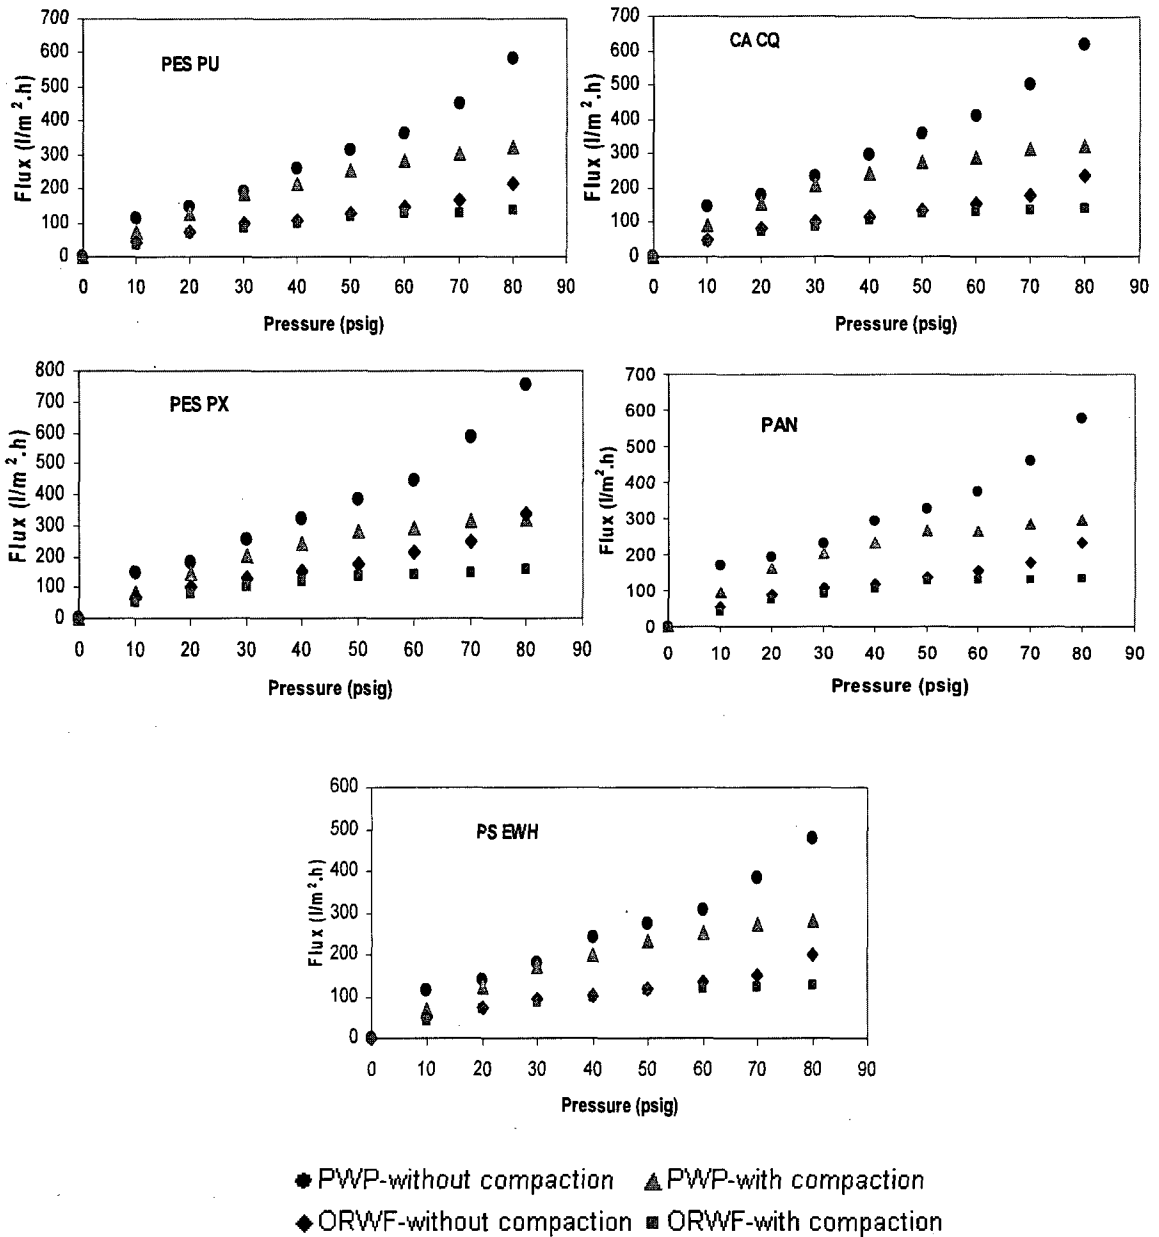 PES PU
Flux (l/m².h)
700
600
500
400
300
200
100
0
0 10 20 30 40 50 60 70 80 90
Pressure (psig)
CA CQ
Flux (l/m².h)
700
600
500
400
300
200
100
0
0 10 20 30 40 50 60 70 80 90
Pressure (psig)
PES PX
Flux (l/m².h)
800
700
600
500
400
300
200
100
0
0 10 20 30 40 50 60 70 80 90
Pressure (psig)
PAN
Flux (l/m².h)
700
600
500
400
300
200
100
0
0 10 20 30 40 50 60 70 80 90
Pressure (psig)
PS EWH
Flux (l/m².h)
600
500
400
300
200
100
0
0 10 20 30 40 50 60 70 80 90
Pressure (psig)
PWP-without compaction PWP-with compaction
ORWF-without compaction ORWF-with compaction